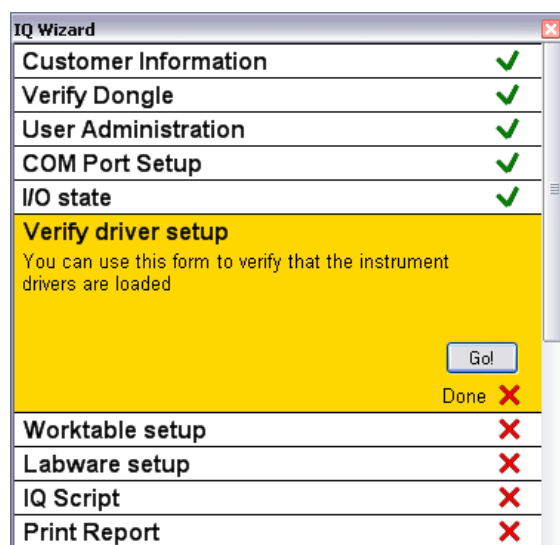 IQ Wizard
Customer Information
Verify Dongle
User Administration
COM Port Setup
I/O state
Verify driver setup
You can use this form to verify that the instrument
drivers are loaded
Go!
Done
Worktable setup
Labware setup
IQ Script
Print Report